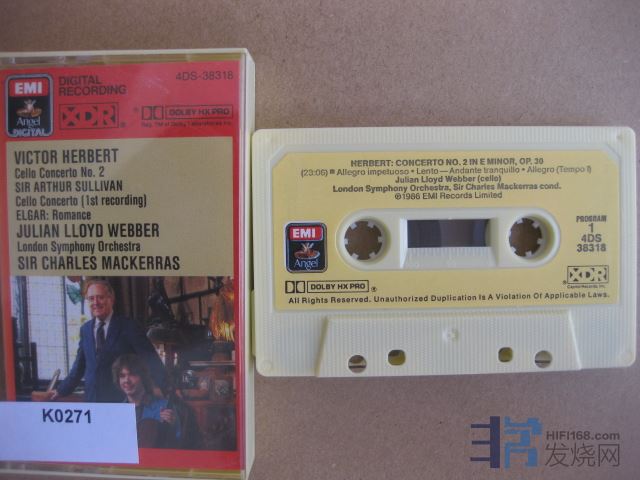 EMI
Angel
DIGITAL
DIGITAL
RECORDING
4DS-38318
XDR®
DOLBY HX PRO
VICTOR HERBERT
Cello Concerto No. 2
SIR ARTHUR SULLIVAN
Cello Concerto (1st recording)
ELGAR: Romance
JULIAN LLOYD WEBBER
London Symphony Orchestra
SIR CHARLES MACKERRAS
K0271
HERBERT: CONCERTO NO. 2 IN E MINOR, OP. 30
(23:06) Allegro impetuoso • Lento—Andante tranquillo • Allegro (Tempo I)
Julian Lloyd Webber (cello)
London Symphony Orchestra, Sir Charles Mackerras cond.
©1986 EMI Records Limited
EMI
Angel
PROGRAM
1
4DS
38318
DOLBY HX PRO
XDR®
Capitol Records, Inc.
All Rights Reserved. Unauthorized Duplication Is A Violation Of Applicable Laws.
HIFI168.com
发烧网